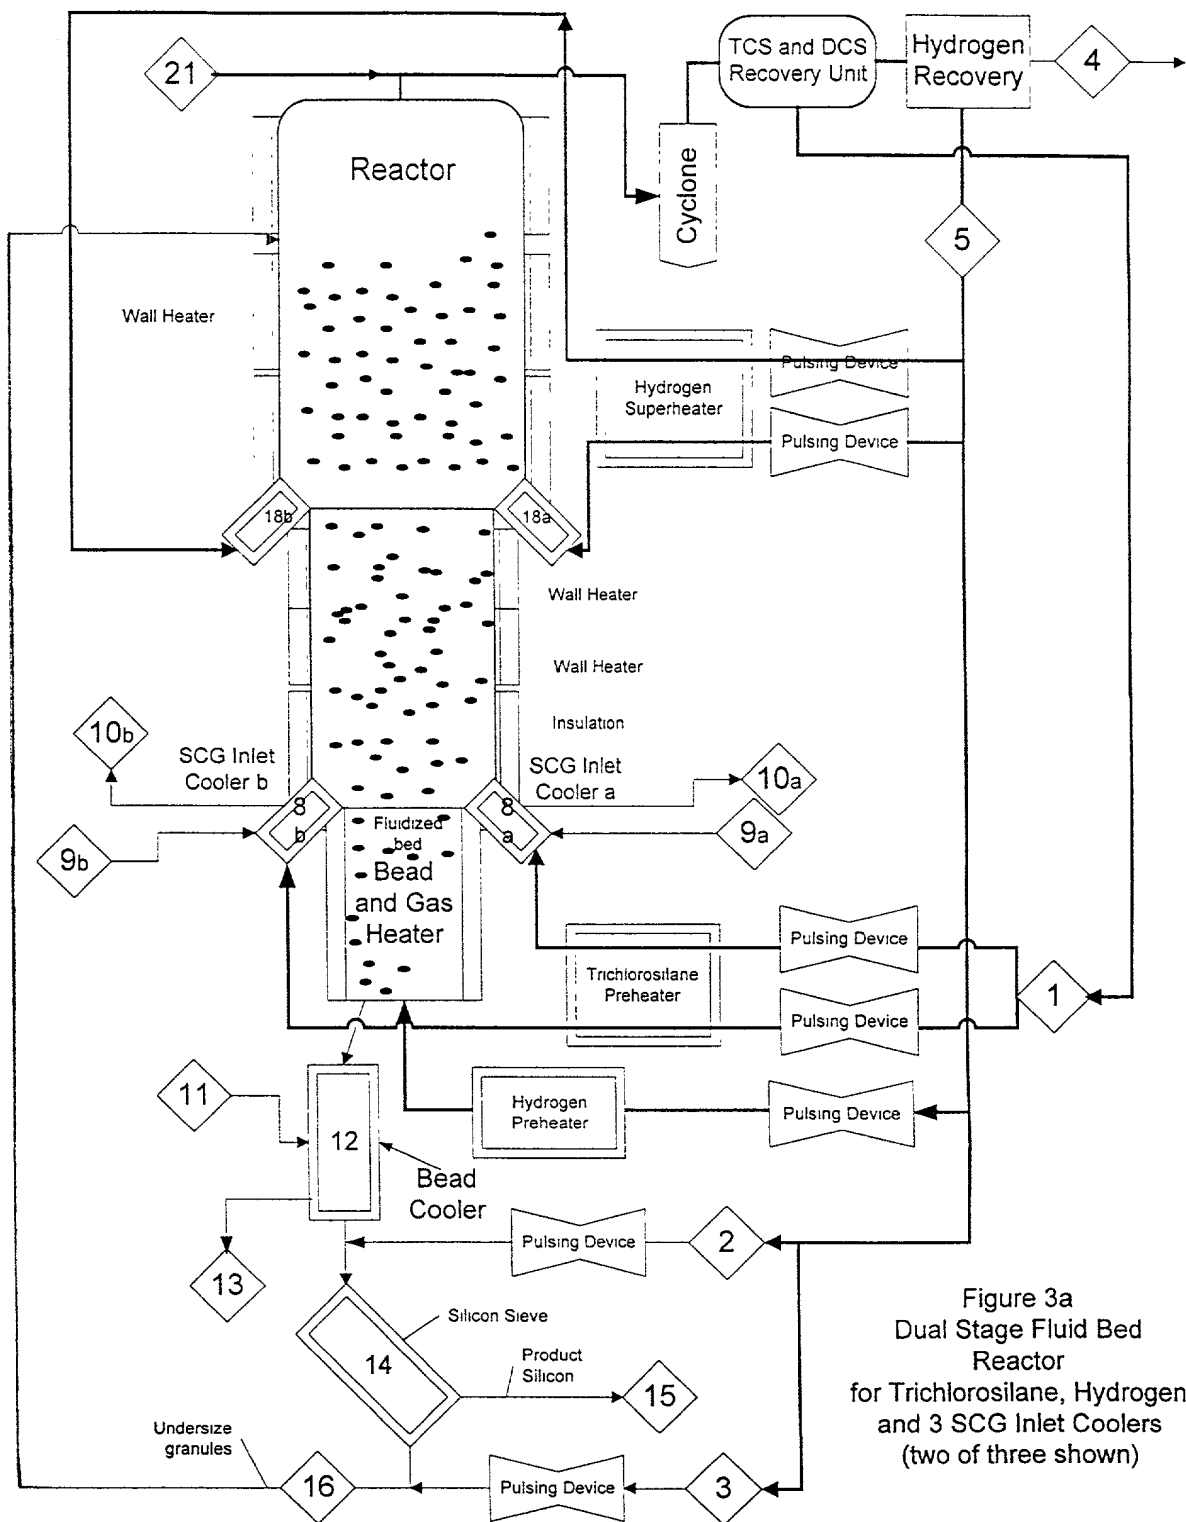 21
TCS and DCS
Recovery Unit
Hydrogen
Recovery
4
Reactor
Cyclone
5
Wall Heater
Pulsing Device
Hydrogen
Superheater
Pulsing Device
18b
18a
Wall Heater
Wall Heater
Insulation
10b
SCG Inlet
Cooler b
SCG Inlet
Cooler a
10a
8
b
8
a
9b
9a
Fluidized
bed
Bead
and Gas
Heater
Pulsing Device
Trichlorosilane
Preheater
1
Pulsing Device
11
12
Hydrogen
Preheater
Pulsing Device
Bead
Cooler
13
Pulsing Device
2
Silicon Sieve
14
Product
Silicon
15
Undersize
granules
16
Pulsing Device
3
Figure 3a
Dual Stage Fluid Bed
Reactor
for Trichlorosilane, Hydrogen
and 3 SCG Inlet Coolers
(two of three shown)